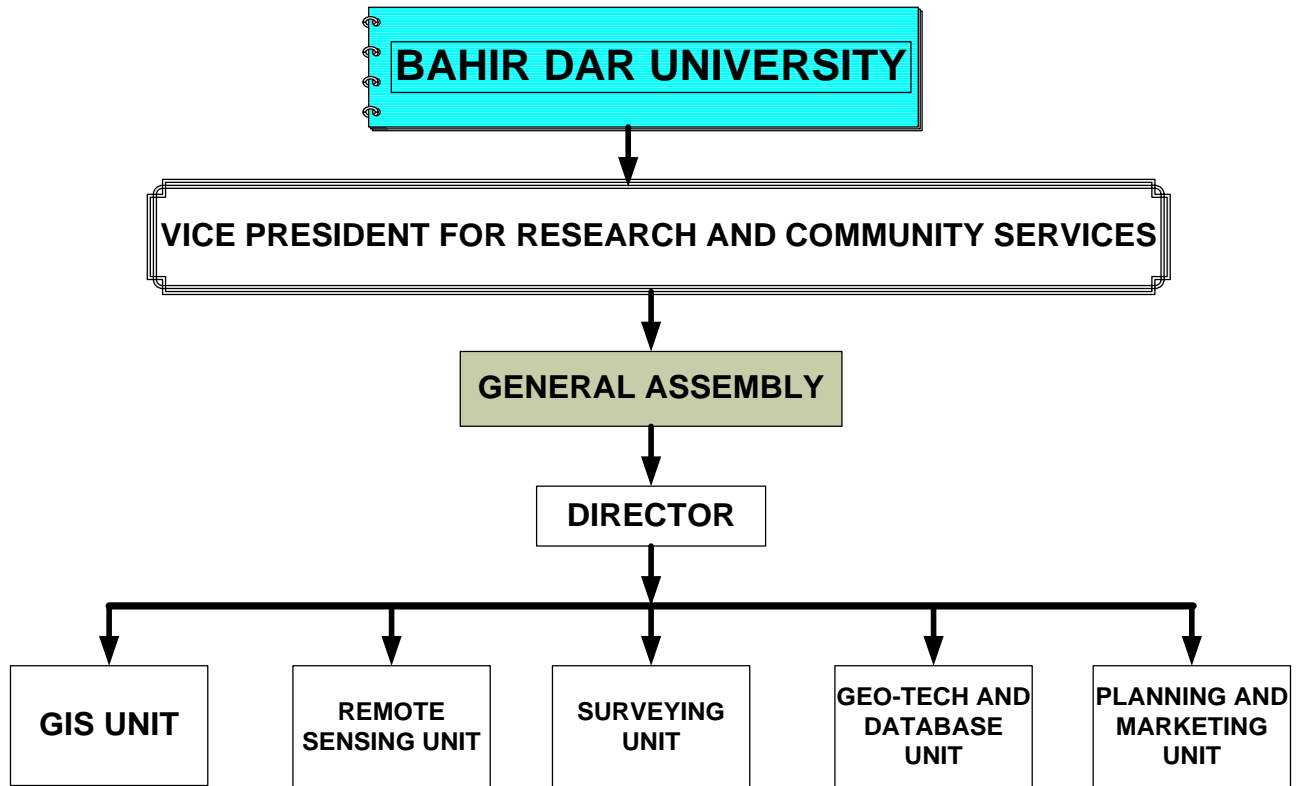 BAHIR DAR UNIVERSITY
VICE PRESIDENT FOR RESEARCH AND COMMUNITY SERVICES
GENERAL ASSEMBLY
DIRECTOR
GIS UNIT
REMOTE
SENSING UNIT
SURVEYING
UNIT
GEO-TECH AND
DATABASE
UNIT
PLANNING AND
MARKETING
UNIT